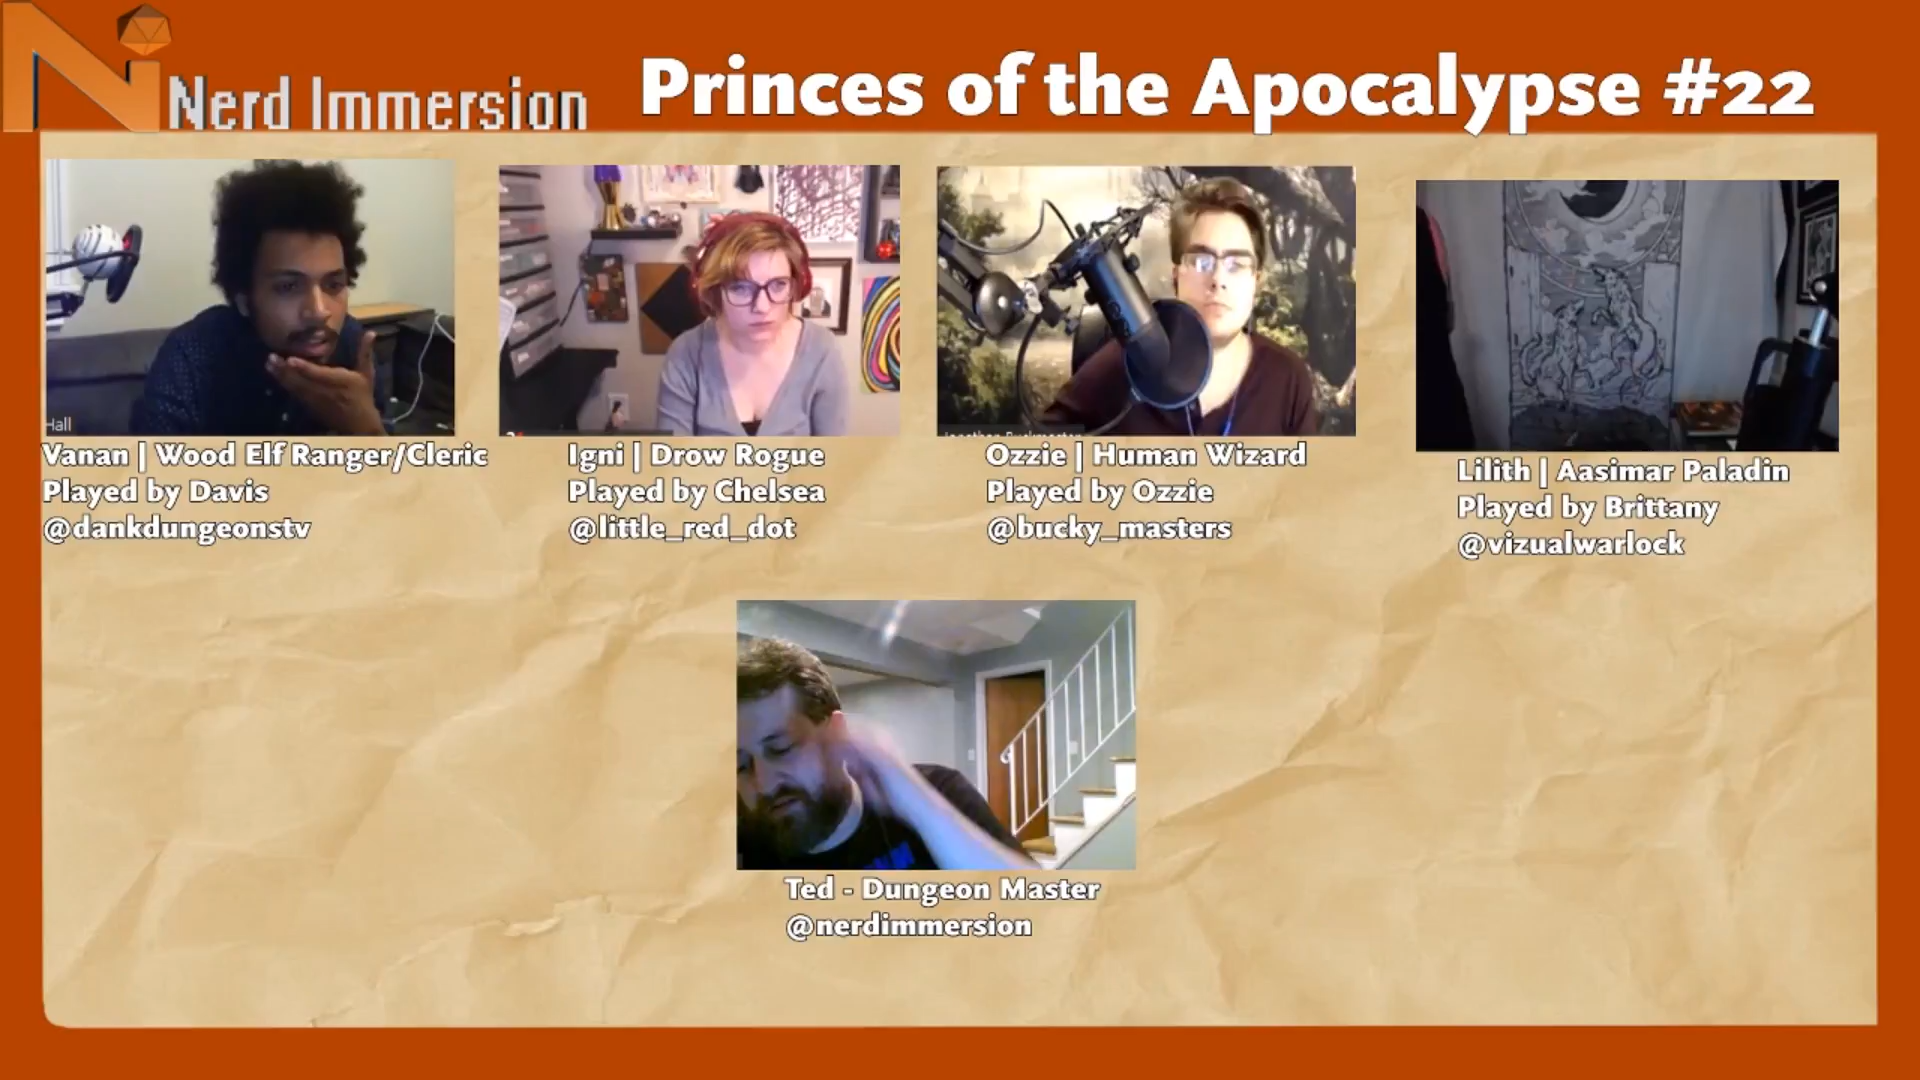 Nerd Immersion
Princes of the Apocalypse #22
Hall
Vanan | Wood Elf Ranger/Cleric
Played by Davis
@dankdungeonstv
Igni | Drow Rogue
Played by Chelsea
@little_red_dot
Ozzie | Human Wizard
Played by Ozzie
@bucky_masters
Lilith | Aasimar Paladin
Played by Brittany
@vizualwarlock
Ted - Dungeon Master
@nerdimmersion